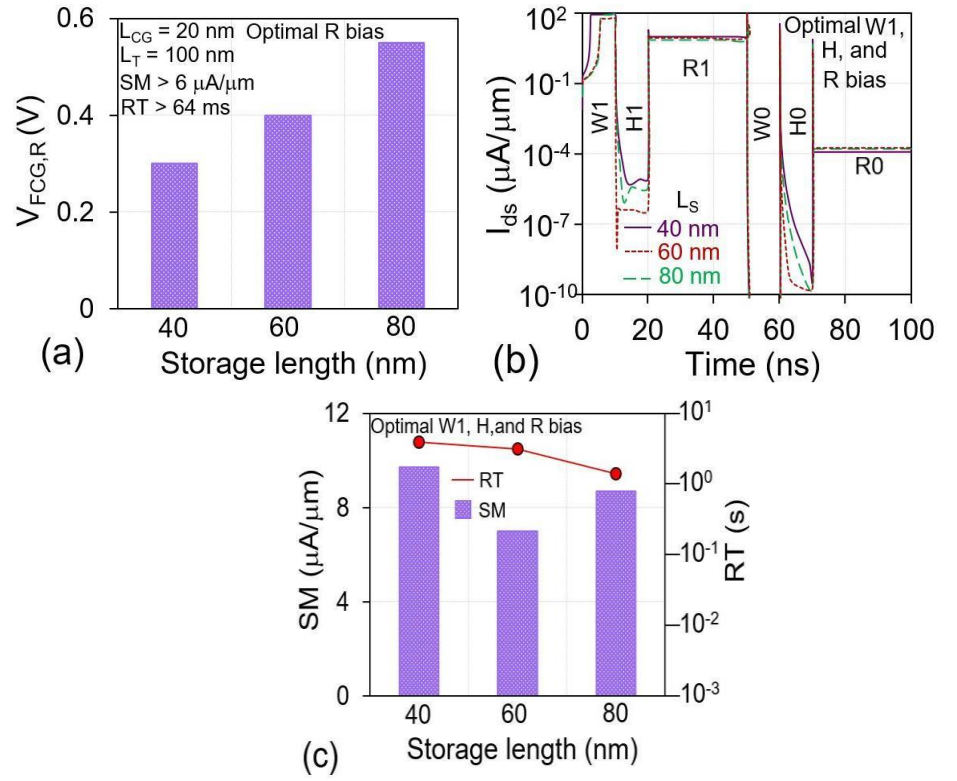 (a)
V_FCG,R (V)
0.6
0.4
0.2
0
L_CG = 20 nm Optimal R bias
L_T = 100 nm
SM > 6 μA/μm
RT > 64 ms
40 60 80
Storage length (nm)
(b)
I_ds (μA/μm)
10^2
10^-1
10^-4
10^-7
10^-10
Optimal W1,
H, and
R bias
W1
H1
R1
W0
H0
R0
L_S
40 nm
60 nm
80 nm
0 20 40 60 80 100
Time (ns)
(c)
SM (μA/μm)
12
8
4
0
Optimal W1, H,and R bias
RT
SM
10^1
10^0
10^-1
10^-2
10^-3
RT (s)
40 60 80
Storage length (nm)